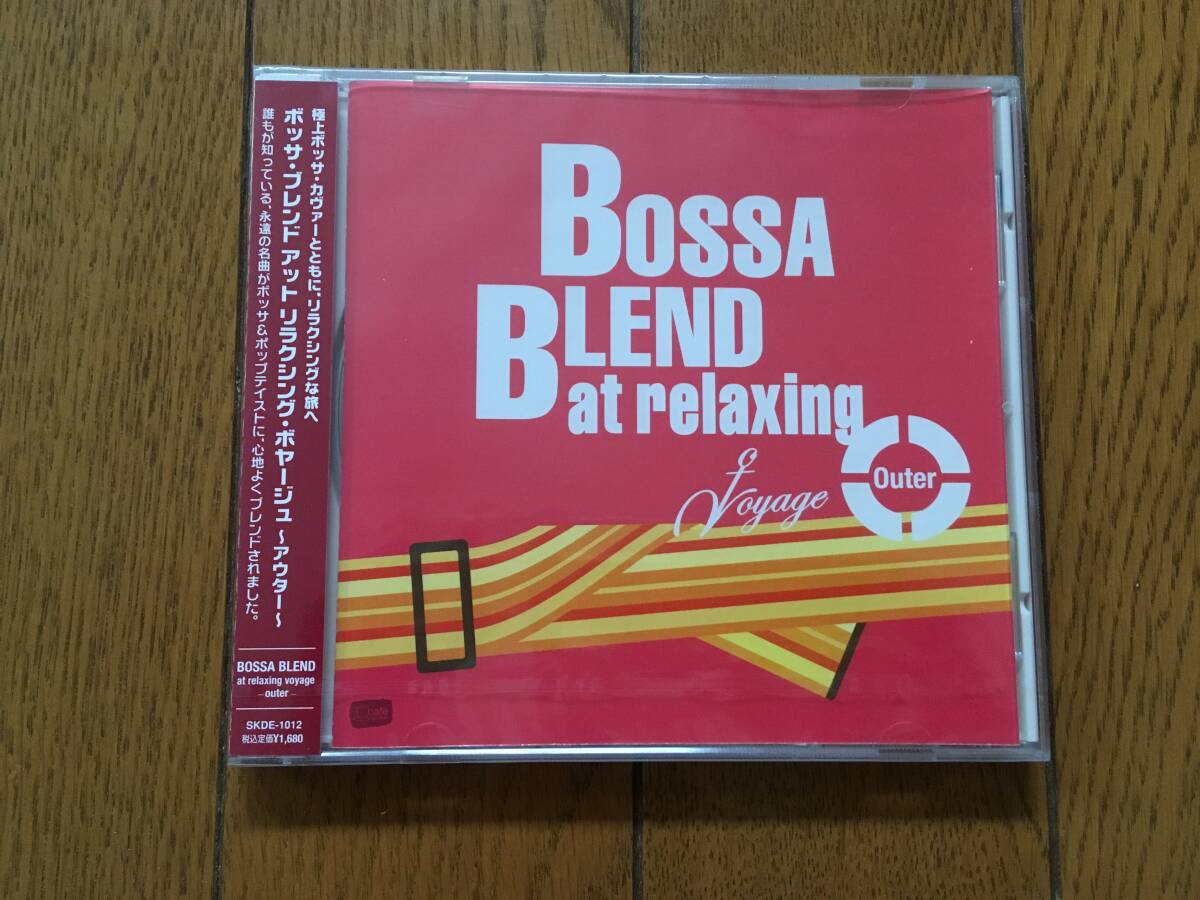 極上ボッサ・カヴァーとともに、リラクシングな旅へ
ボッサ・ブレンド アット リラクシング・ボヤージュ ～アウター～
誰もが知っている、永遠の名曲がボッサ&ポップテイストに、心地よくブレンドされました。
BOSSA BLEND
at relaxing voyage
– outer –
SKDE-1012
税込定価¥1,680
BOSSA
BLEND
at relaxing
Voyage
Outer